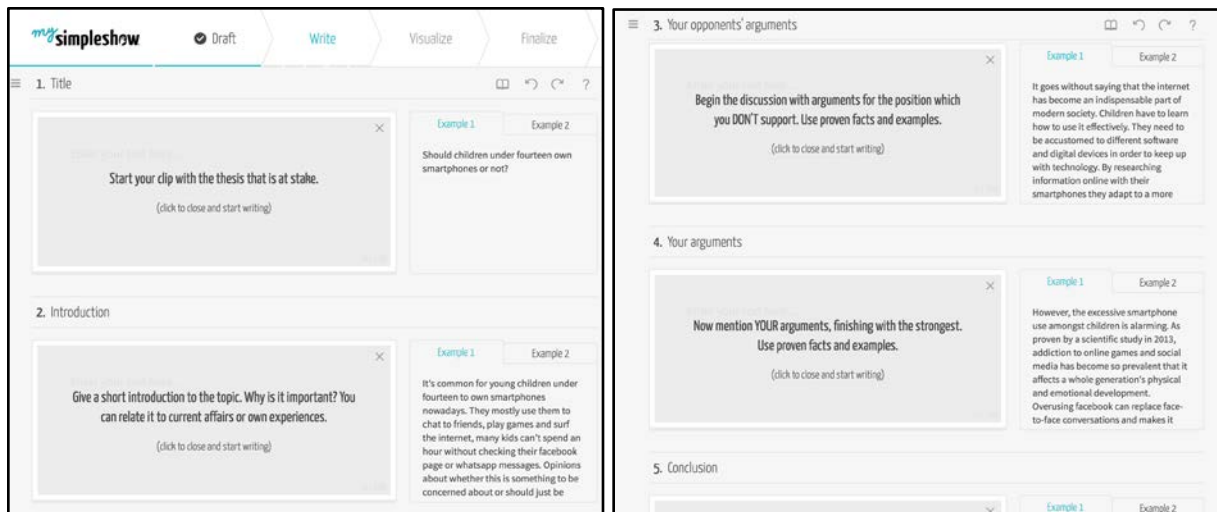 mysimpleshow
Draft
Write
Visualize
Finalize
1. Title
?
Start your clip with the thesis that is at stake.
(click to close and start writing)
Example 1
Example 2
Should children under fourteen own
smartphones or not?
2. Introduction
Give a short introduction to the topic. Why is it important? You
can relate it to current affairs or own experiences.
(click to close and start writing)
Example 1
Example 2
It's common for young children under
fourteen to own smartphones
nowadays. They mostly use them to
chat to friends, play games and surf
the internet, many kids can't spend an
hour without checking their facebook
page or whatsapp messages. Opinions
about whether this is something to be
concerned about or should just be
3. Your opponents' arguments
?
Begin the discussion with arguments for the position which
you DON'T support. Use proven facts and examples.
(click to close and start writing)
Example 1
Example 2
It goes without saying that the internet
has become an indispensable part of
modern society. Children have to learn
how to use it effectively. They need to
be accustomed to different software
and digital devices in order to keep up
with technology. By researching
information online with their
smartphones they adapt to a more
4. Your arguments
Now mention YOUR arguments, finishing with the strongest.
Use proven facts and examples.
(click to close and start writing)
Example 1
Example 2
However, the excessive smartphone
use amongst children is alarming. As
proven by a scientific study in 2013,
addiction to online games and social
media has become so prevalent that it
affects a whole generation's physical
and emotional development.
Overusing facebook can replace face-
to-face conversations and makes it
5. Conclusion
Example 1
Example 2